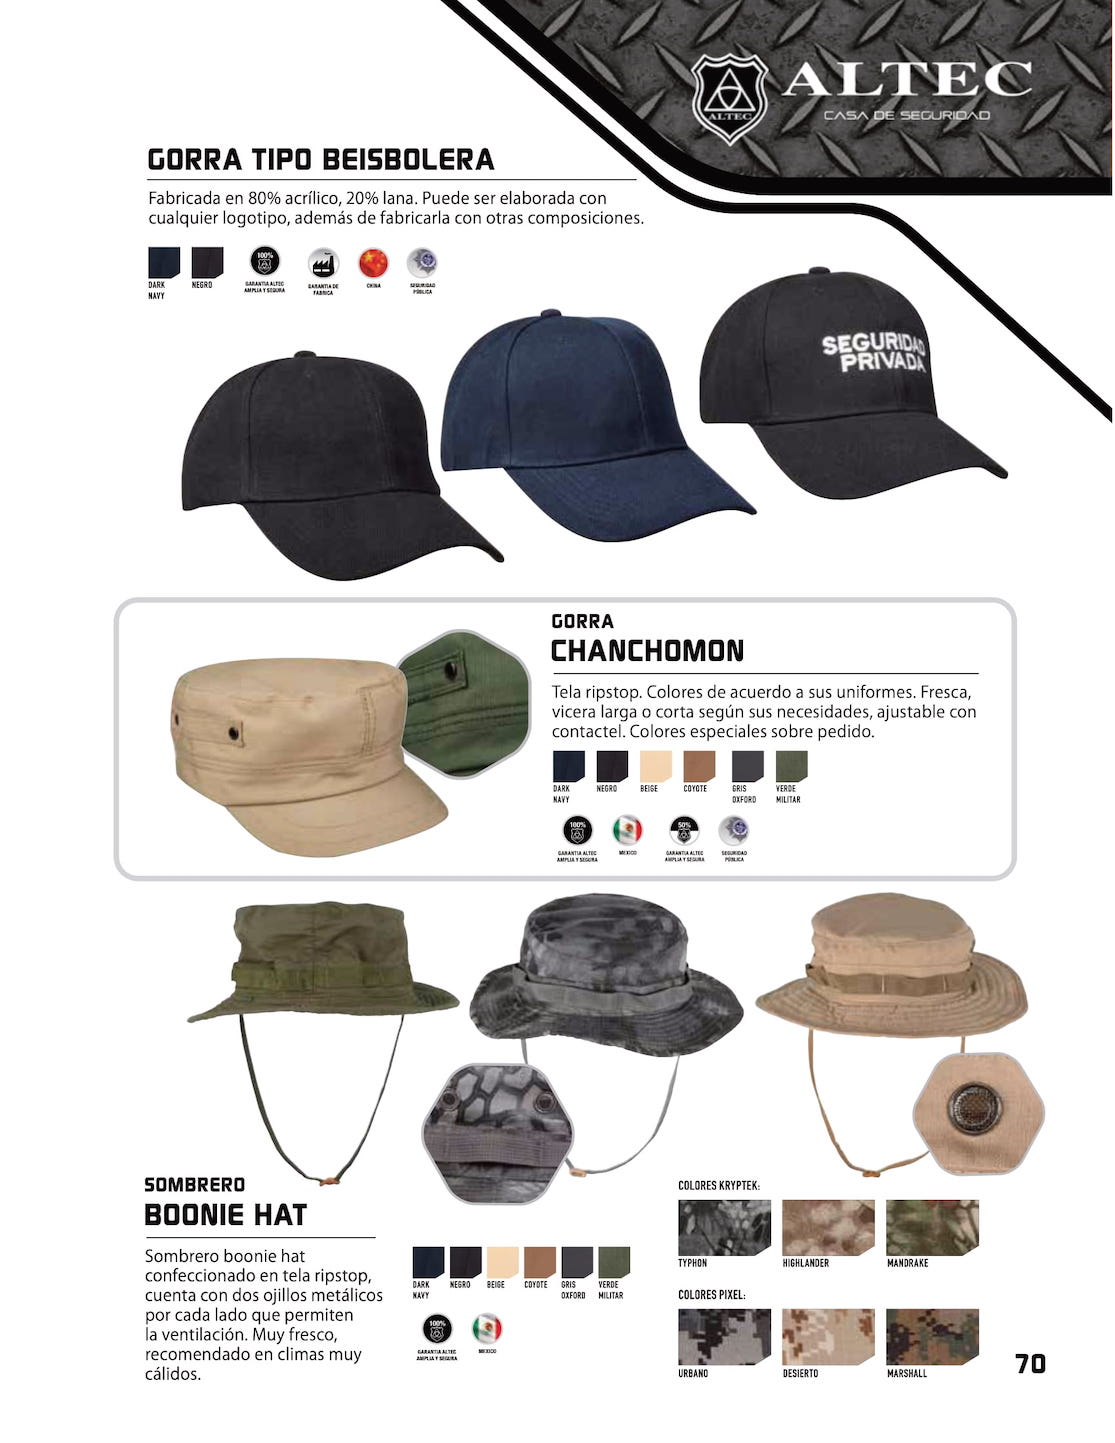 ALTEC
CASA DE SEGURIDAD
ALTEC
GORRA TIPO BEISBOLERA
Fabricada en 80% acrílico, 20% lana. Puede ser elaborada con
cualquier logotipo, además de fabricarla con otras composiciones.
DARK
NAVY
NEGRO
100%
GARANTIA ALTEC
AMPLIA Y SEGURA
GARANTIA DE
FABRICA
CHINA
SEGURIDAD
PÚBLICA
SEGURIDAD
PRIVADA
GORRA
CHANCHOMON
Tela ripstop. Colores de acuerdo a sus uniformes. Fresca,
vicera larga o corta según sus necesidades, ajustable con
contactel. Colores especiales sobre pedido.
DARK
NAVY
NEGRO
BEIGE
COYOTE
GRIS
OXFORD
VERDE
MILITAR
100%
GARANTIA ALTEC
AMPLIA Y SEGURA
MEXICO
50%
GARANTIA ALTEC
AMPLIA Y SEGURA
SEGURIDAD
PÚBLICA
SOMBRERO
BOONIE HAT
Sombrero boonie hat
confeccionado en tela ripstop,
cuenta con dos ojillos metálicos
por cada lado que permiten
la ventilación. Muy fresco,
recomendado en climas muy
cálidos.
DARK
NAVY
NEGRO
BEIGE
COYOTE
GRIS
OXFORD
VERDE
MILITAR
100%
GARANTIA ALTEC
AMPLIA Y SEGURA
MEXICO
COLORES KRYPTEK:
TYPHON
HIGHLANDER
MANDRAKE
COLORES PIXEL:
URBANO
DESIERTO
MARSHALL
70